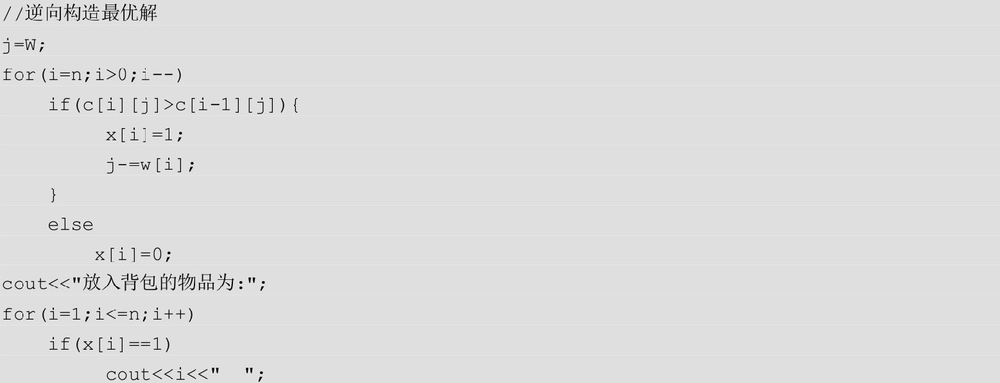 //逆向构造最优解
j=W;
for(i=n;i>0;i--)
    if(c[i][j]>c[i-1][j]){
         x[i]=1;
         j-=w[i];
    }
    else
        x[i]=0;
cout<<"放入背包的物品为:";
for(i=1;i<=n;i++)
    if(x[i]==1)
         cout<<i<<"  ";